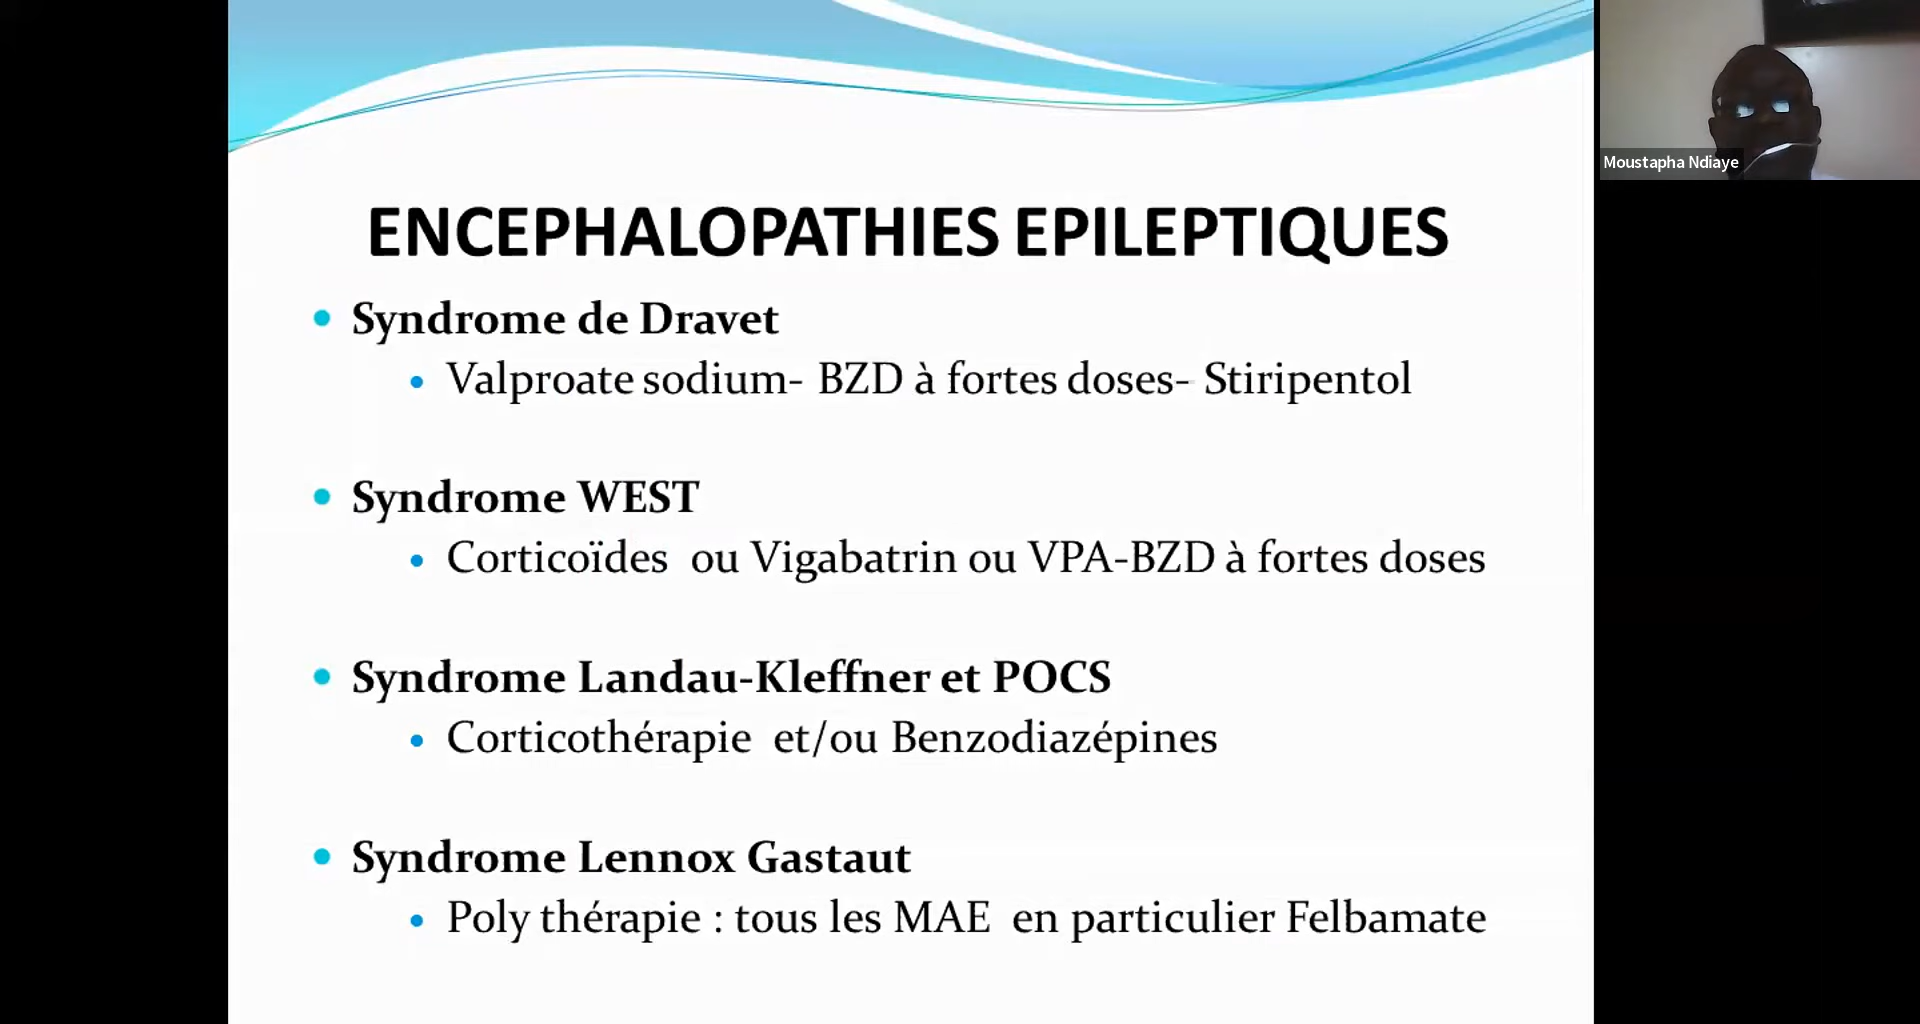 ENCEPHALOPATHIES EPILEPTIQUES
• Syndrome de Dravet
• Valproate sodium- BZD à fortes doses- Stiripentol
• Syndrome WEST
• Corticoïdes ou Vigabatrin ou VPA-BZD à fortes doses
• Syndrome Landau-Kleffner et POCS
• Corticothérapie et/ou Benzodiazépines
• Syndrome Lennox Gastaut
• Poly thérapie : tous les MAE en particulier Felbamate
Moustapha Ndiaye